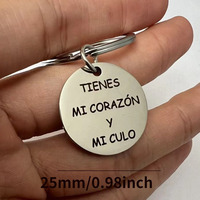 TIENES
MI CORAZÓN
Y
MI CULO
25mm/0.98inch